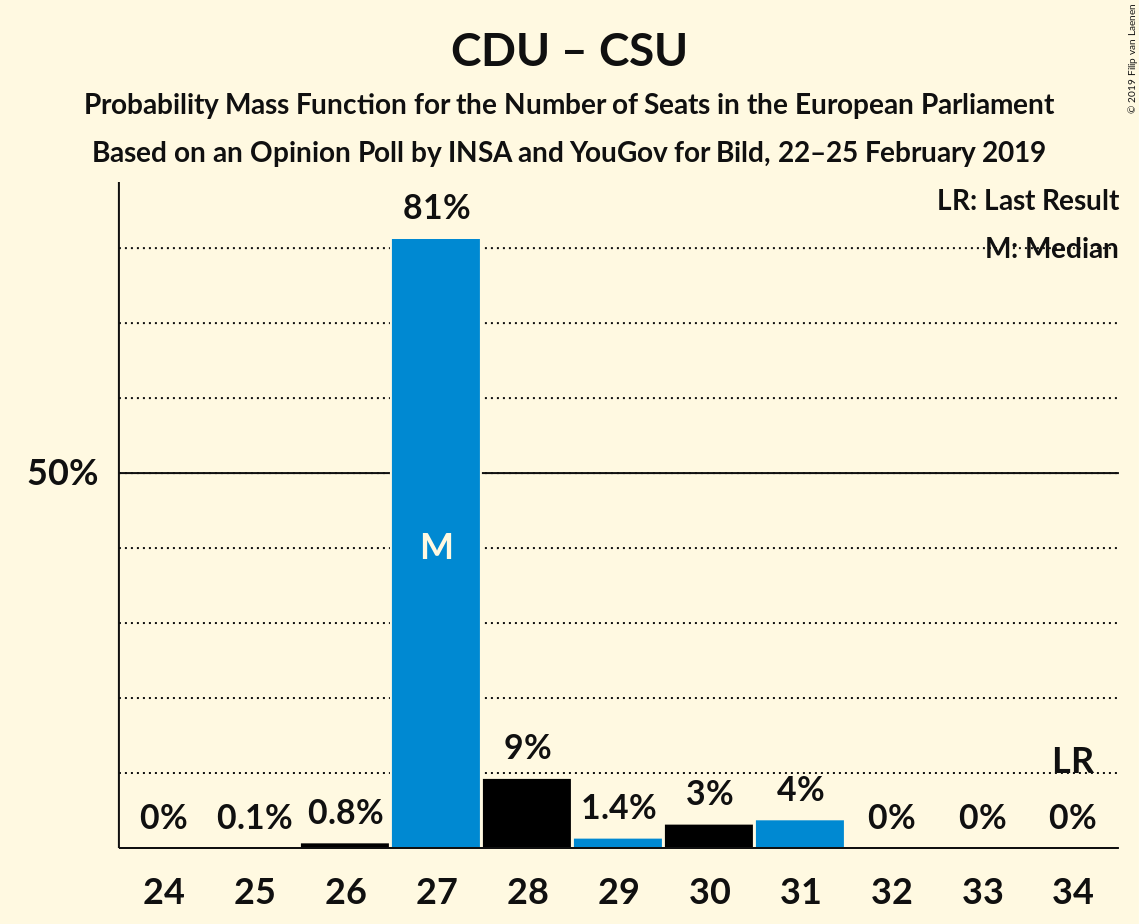 CDU – CSU
Probability Mass Function for the Number of Seats in the European Parliament
Based on an Opinion Poll by INSA and YouGov for Bild, 22–25 February 2019
© 2019 Filip van Laenen
LR: Last Result
M: Median
81%
50%
M
9%
LR
0%
0.1%
0.8%
1.4%
3%
4%
0%
0%
0%
24 25 26 27 28 29 30 31 32 33 34